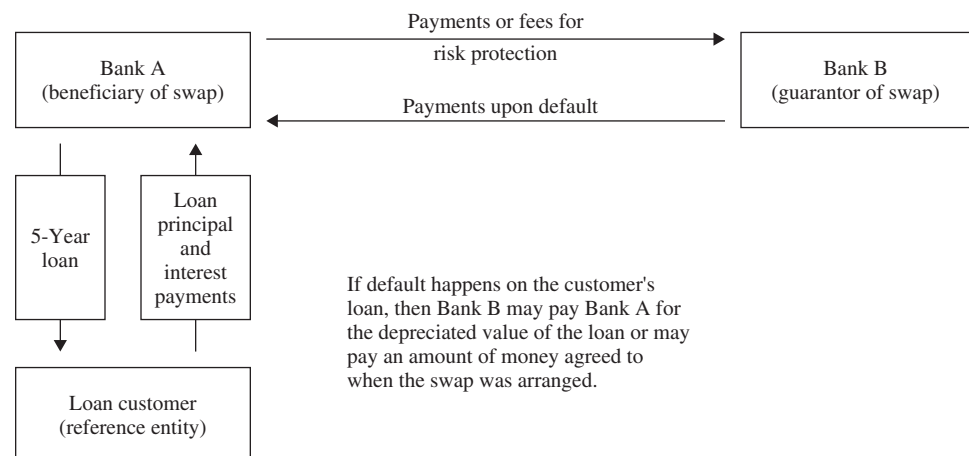 Payments or fees for
risk protection
Bank A
(beneficiary of swap)
Bank B
(guarantor of swap)
Payments upon default
5-Year
loan
Loan
principal
and
interest
payments
If default happens on the customer's
loan, then Bank B may pay Bank A for
the depreciated value of the loan or may
pay an amount of money agreed to
when the swap was arranged.
Loan customer
(reference entity)